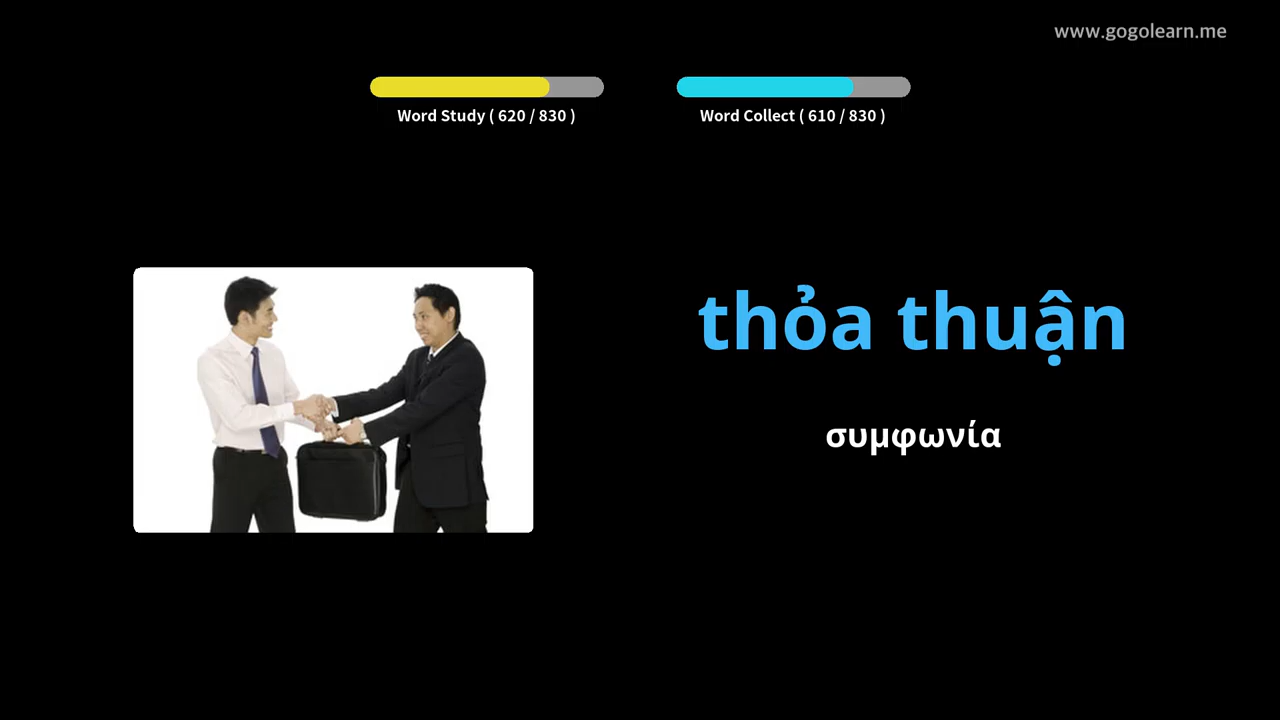 www.gogolearn.me
Word Study ( 620 / 830 )
Word Collect ( 610 / 830 )
thỏa thuận
συμφωνία